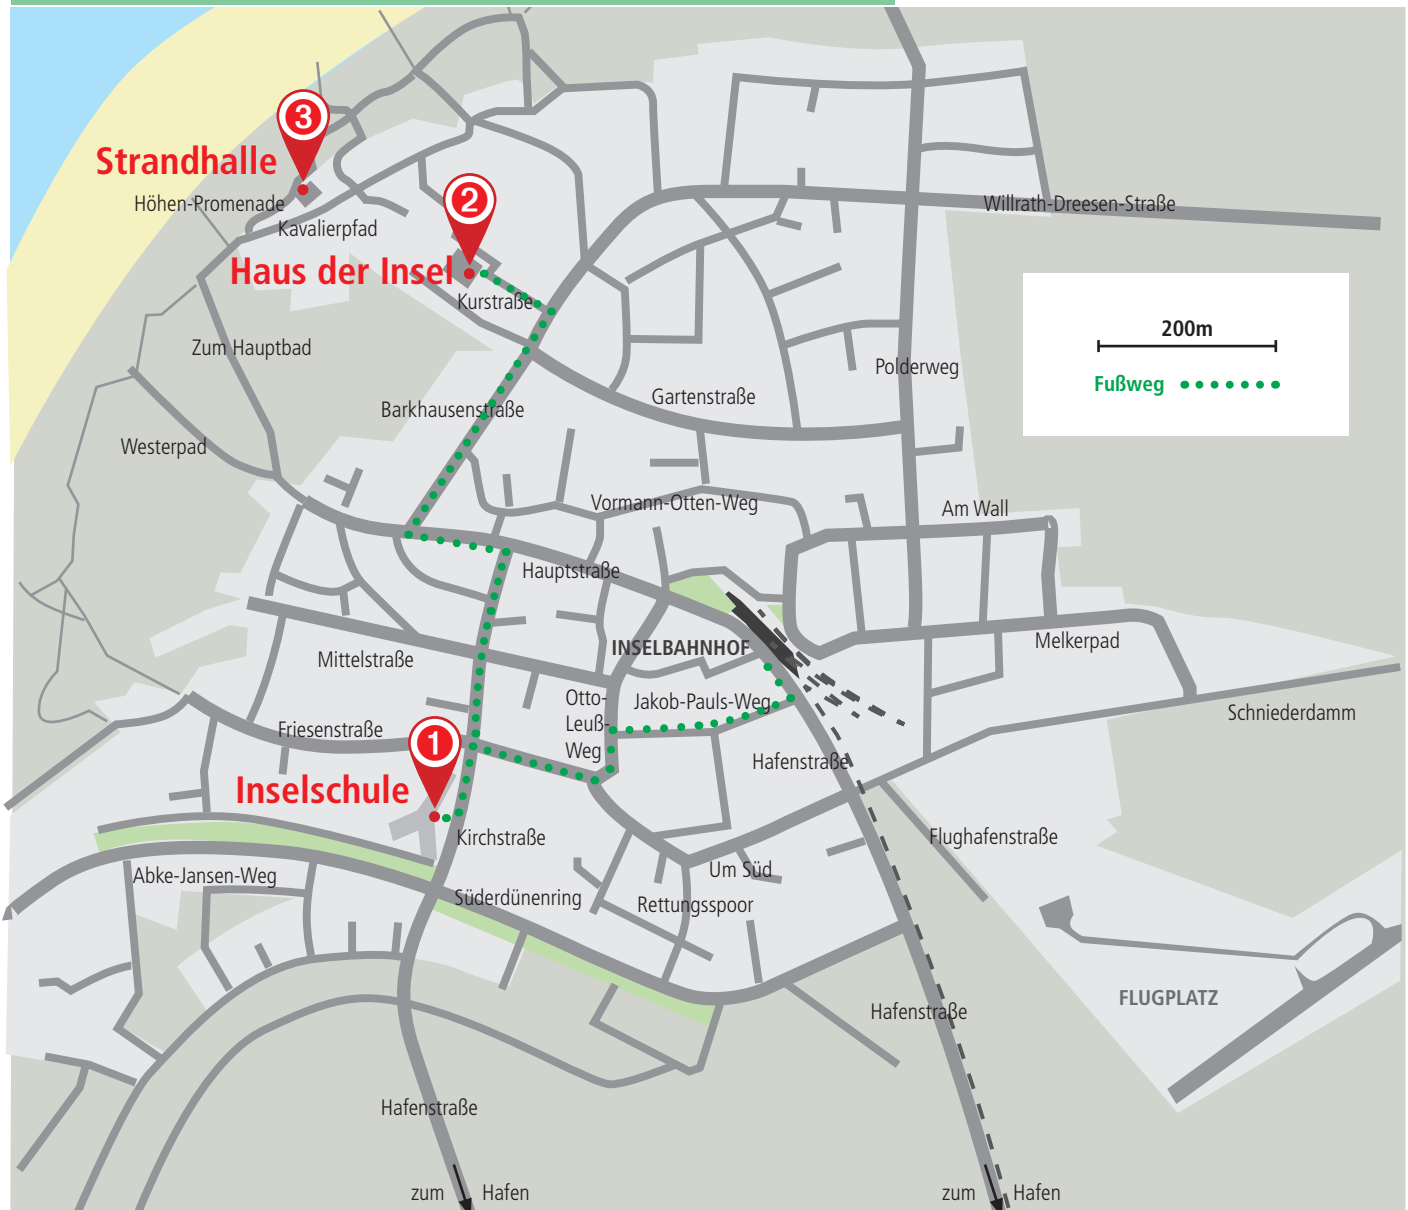 3
Strandhalle
Höhen-Promenade
Kavalierpfad
2
Haus der Insel
Kurstraße
Willrath-Dreesen-Straße
200m
Fußweg
Zum Hauptbad
Polderweg
Gartenstraße
Barkhausenstraße
Westerpad
Vormann-Otten-Weg
Am Wall
Hauptstraße
INSELBAHNHOF
Melkerpad
Mittelstraße
Otto-
Leuß-
Weg
Jakob-Pauls-Weg
Schniederdamm
Friesenstraße
1
Hafenstraße
Inselschule
Kirchstraße
Flughafenstraße
Abke-Jansen-Weg
Um Süd
Süderdünenring
Rettungsspoor
FLUGPLATZ
Hafenstraße
Hafenstraße
zum Hafen
zum Hafen